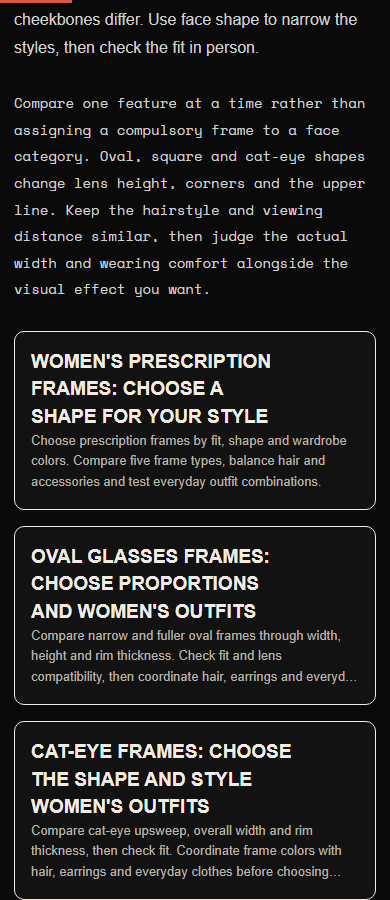 cheekbones differ. Use face shape to narrow the
styles, then check the fit in person.
Compare one feature at a time rather than
assigning a compulsory frame to a face
category. Oval, square and cat-eye shapes
change lens height, corners and the upper
line. Keep the hairstyle and viewing
distance similar, then judge the actual
width and wearing comfort alongside the
visual effect you want.
WOMEN'S PRESCRIPTION
FRAMES: CHOOSE A
SHAPE FOR YOUR STYLE
Choose prescription frames by fit, shape and wardrobe
colors. Compare five frame types, balance hair and
accessories and test everyday outfit combinations.
OVAL GLASSES FRAMES:
CHOOSE PROPORTIONS
AND WOMEN'S OUTFITS
Compare narrow and fuller oval frames through width,
height and rim thickness. Check fit and lens
compatibility, then coordinate hair, earrings and everyd...
CAT-EYE FRAMES: CHOOSE
THE SHAPE AND STYLE
WOMEN'S OUTFITS
Compare cat-eye upsweep, overall width and rim
thickness, then check fit. Coordinate frame colors with
hair, earrings and everyday clothes before choosing...